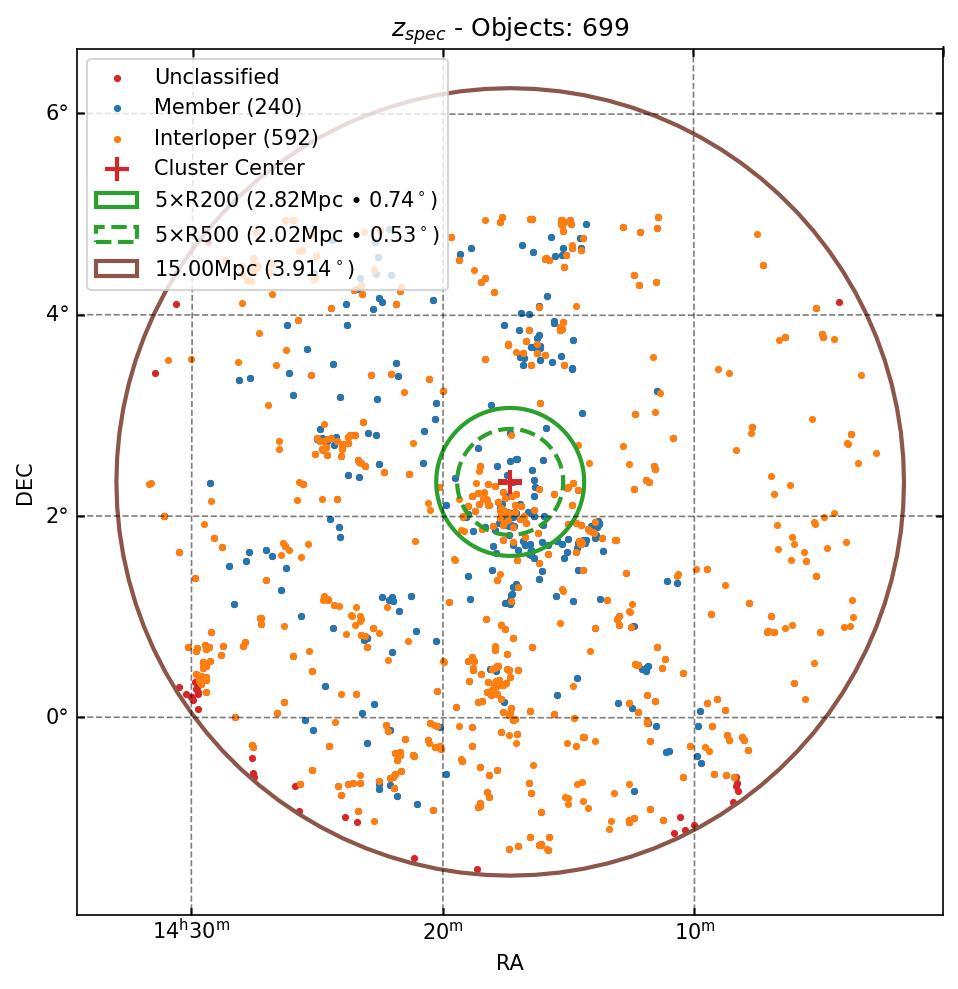 z_spec - Objects: 699
Unclassified
Member (240)
Interloper (592)
Cluster Center
5×R200 (2.82Mpc • 0.74°)
5×R500 (2.02Mpc • 0.53°)
15.00Mpc (3.914°)
6°
4°
2°
0°
DEC
14ʰ30ᵐ 20ᵐ 10ᵐ
RA